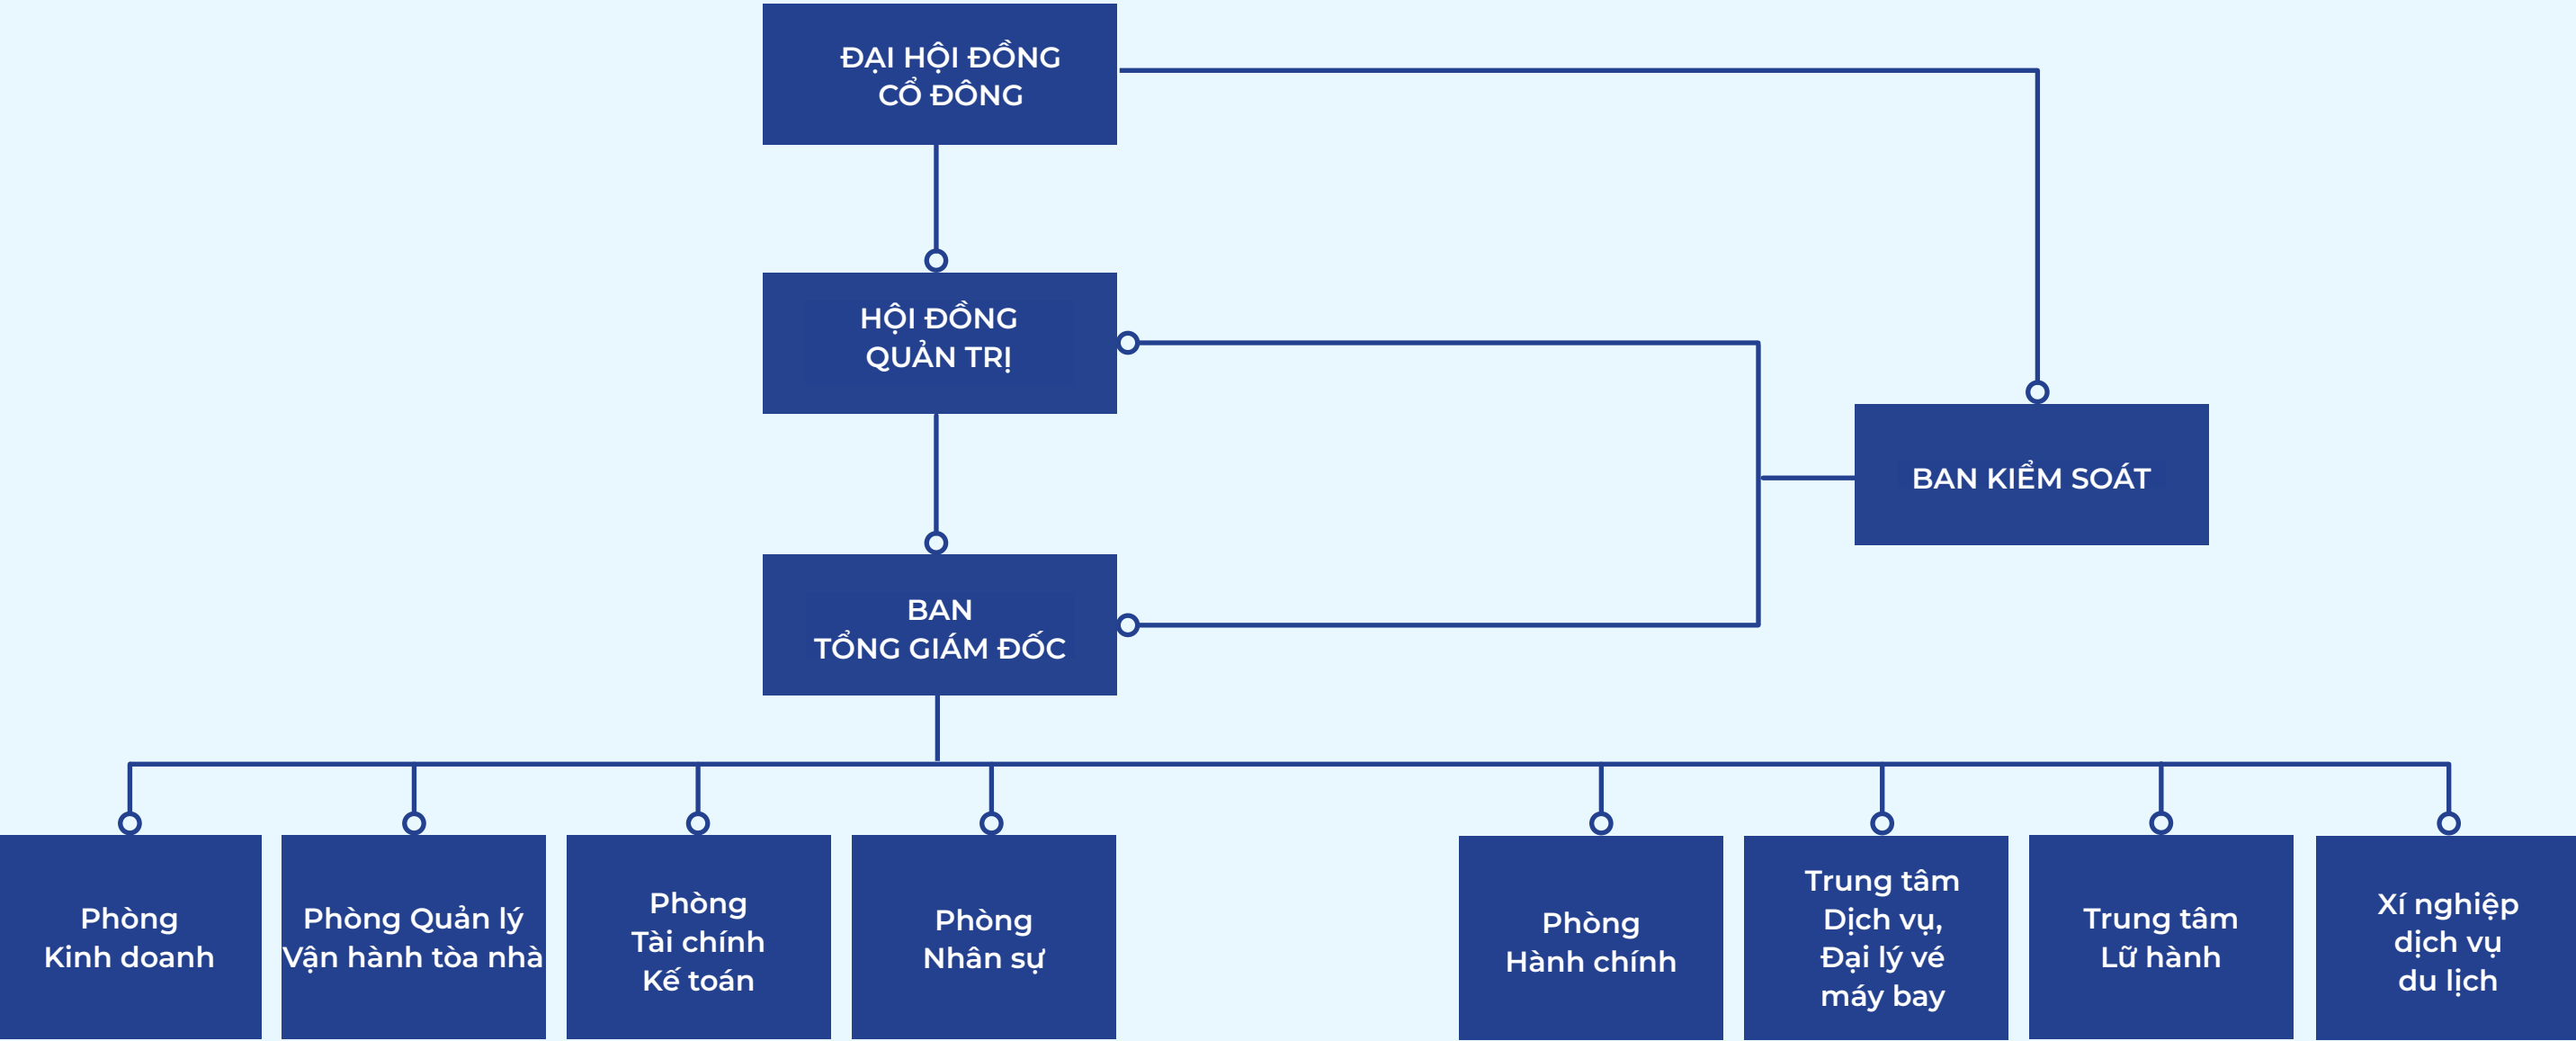 ĐẠI HỘI ĐỒNG
CỔ ĐÔNG
HỘI ĐỒNG
QUẢN TRỊ
BAN KIỂM SOÁT
BAN
TỔNG GIÁM ĐỐC
Phòng
Kinh doanh
Phòng Quản lý
Vận hành tòa nhà
Phòng
Tài chính
Kế toán
Phòng
Nhân sự
Phòng
Hành chính
Trung tâm
Dịch vụ,
Đại lý vé
máy bay
Trung tâm
Lữ hành
Xí nghiệp
dịch vụ
du lịch